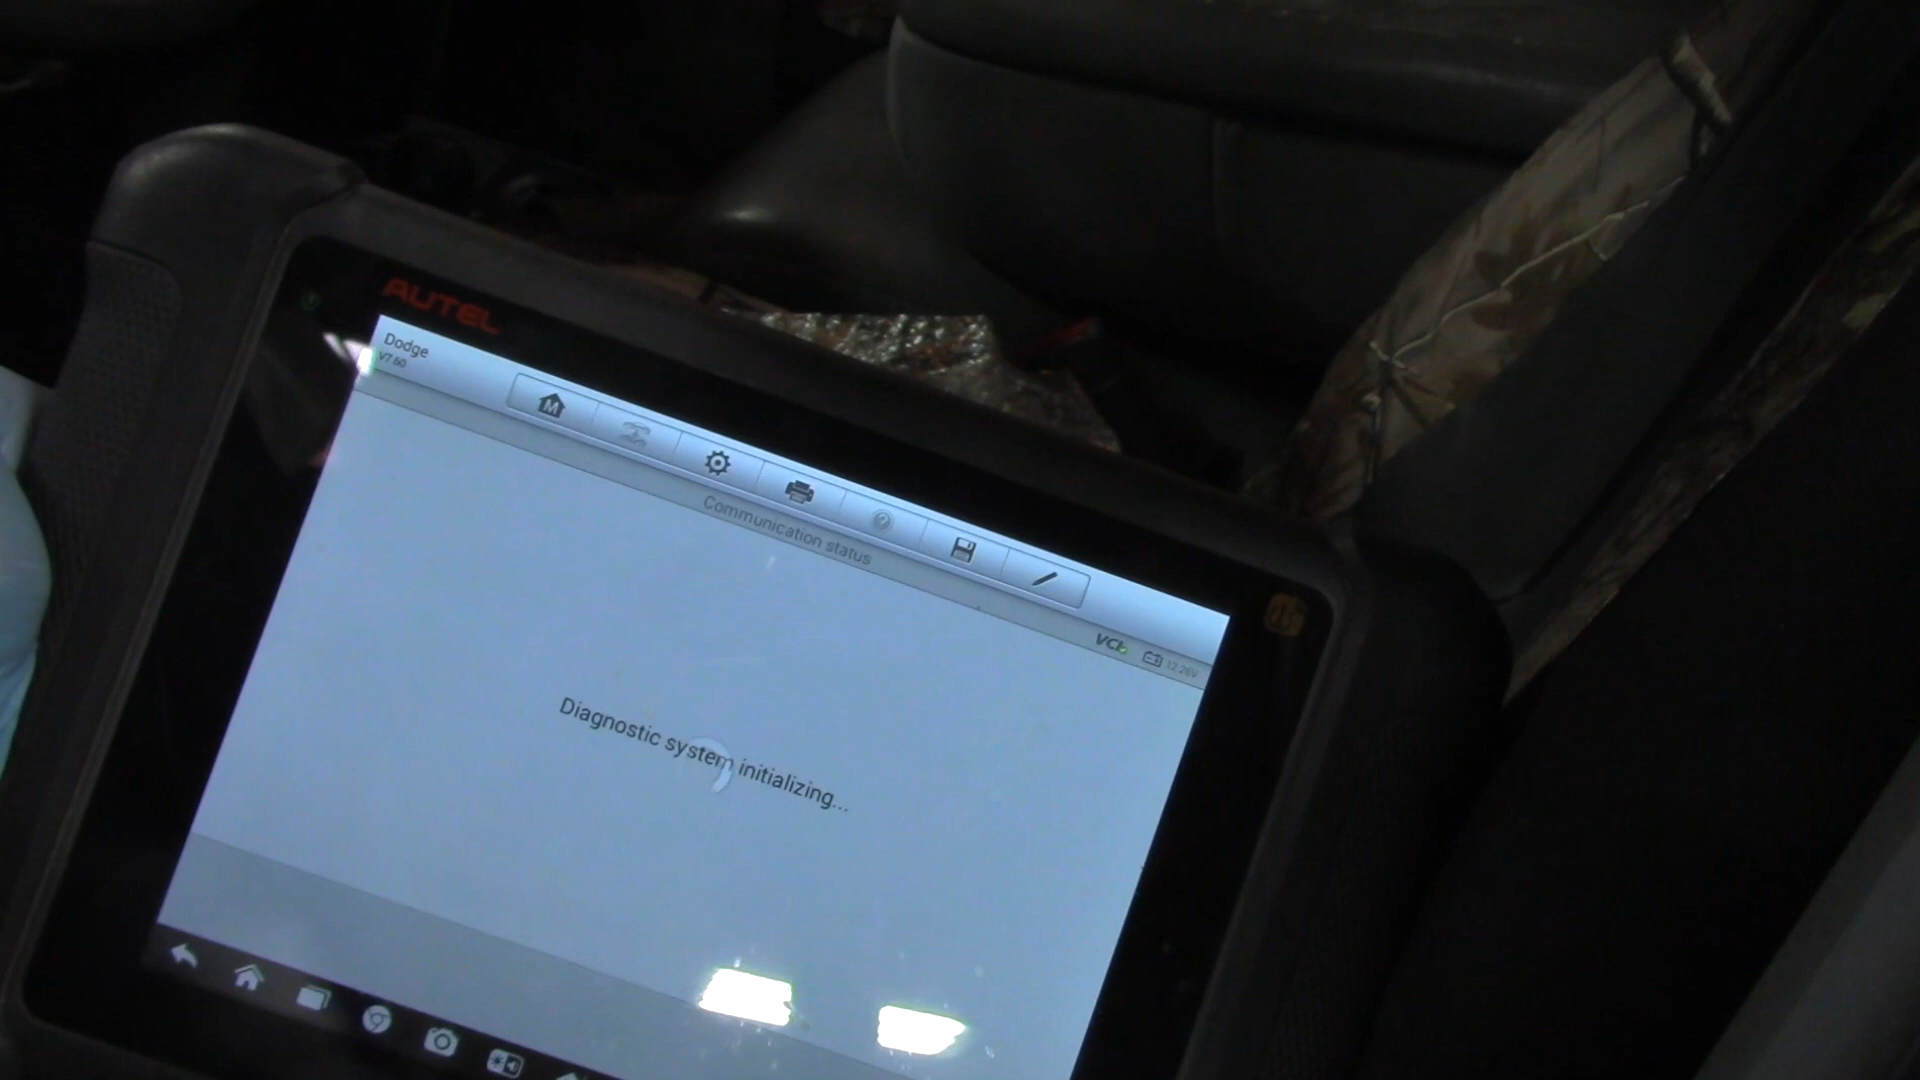 AUTEL
Dodge
V7.60
M
Communication status
VCI
12.26V
Diagnostic system initializing...